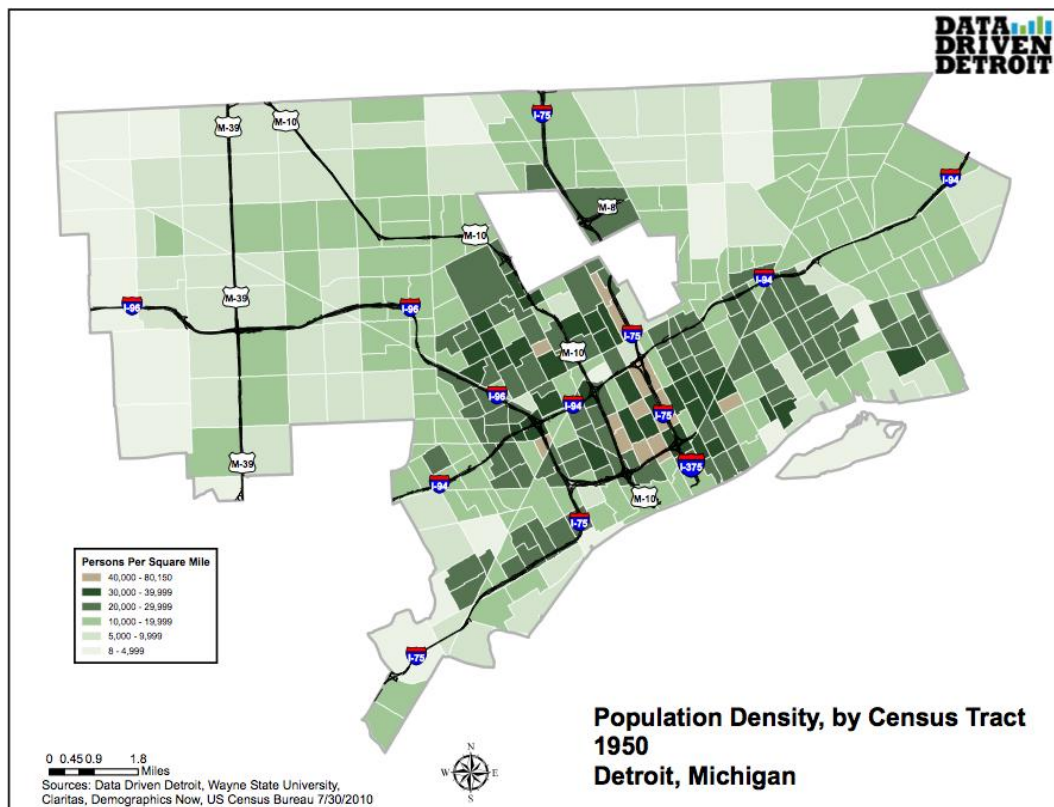 DATA
DRIVEN
DETROIT
M-39
M-10
I-75
I-94
M-8
M-10
I-94
M-39
I-96
I-96
I-75
M-10
I-96
I-94
I-75
M-39
I-94
I-375
M-10
I-75
I-75
Persons Per Square Mile
40,000 - 80,150
30,000 - 39,999
20,000 - 29,999
10,000 - 19,999
5,000 - 9,999
8 - 4,999
Population Density, by Census Tract
1950
Detroit, Michigan
0 0.45 0.9 1.8
Miles
N
W E
S
Sources: Data Driven Detroit, Wayne State University,
Claritas, Demographics Now, US Census Bureau 7/30/2010